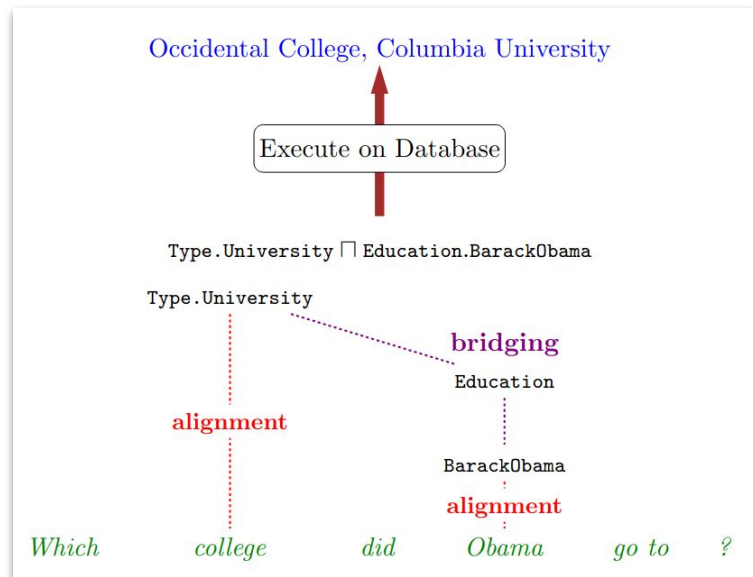 Occidental College, Columbia University
Execute on Database
Type.University ⊓ Education.BarackObama
Type.University
bridging
Education
alignment
BarackObama
alignment
Which college did Obama go to ?